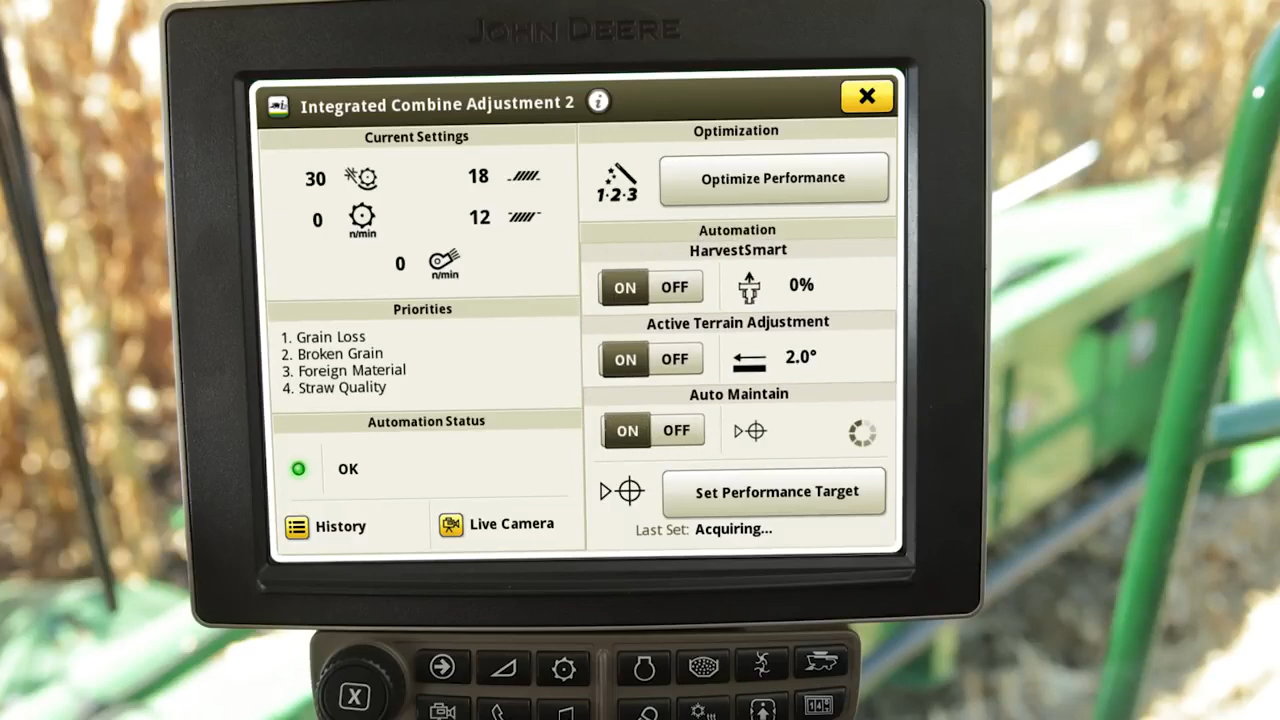 JOHN DEERE
Integrated Combine Adjustment 2
i
X
Current Settings
30
18
0
n/min
12
0
n/min
Priorities
1. Grain Loss
2. Broken Grain
3. Foreign Material
4. Straw Quality
Automation Status
OK
History
Live Camera
Optimization
1·2·3
Optimize Performance
Automation
HarvestSmart
ON OFF
0%
Active Terrain Adjustment
ON OFF
2.0°
Auto Maintain
ON OFF
Set Performance Target
Last Set: Acquiring...
X